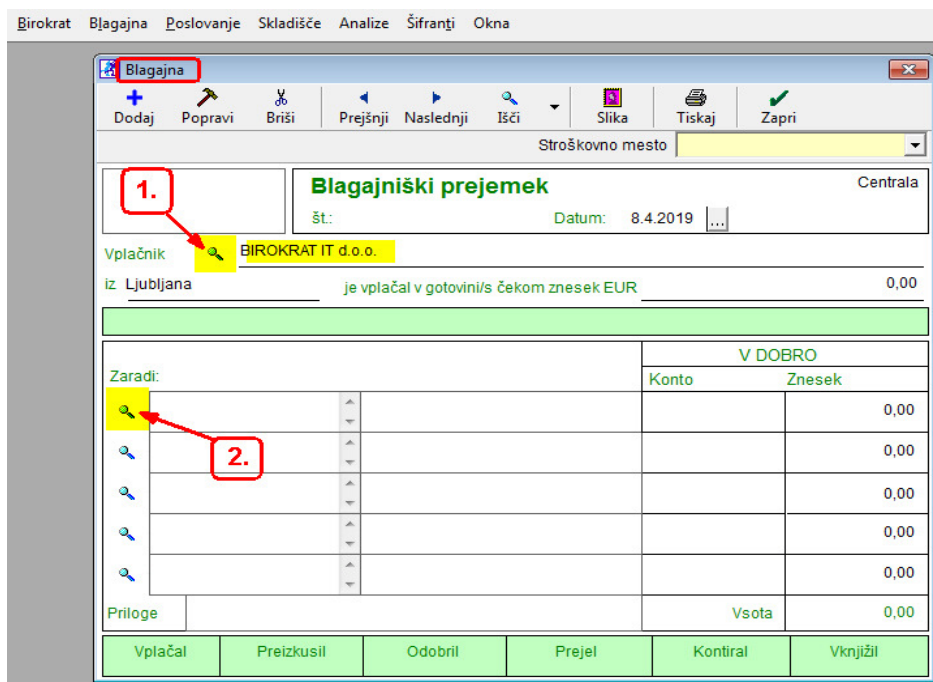 Birokrat Blagajna Poslovanje Skladišče Analize Šifranti Okna
Blagajna
Dodaj Popravi Briši Prejšnji Naslednji Išči Slika Tiskaj Zapri
Stroškovno mesto
1.
Blagajniški prejemek Centrala
št.: Datum: 8.4.2019 ...
Vplačnik BIROKRAT IT d.o.o.
iz Ljubljana je vplačal v gotovini/s čekom znesek EUR 0,00
V DOBRO
Zaradi: Konto Znesek
0,00
2.
0,00
0,00
0,00
0,00
Priloge Vsota 0,00
Vplačal Preizkusil Odobril Prejel Kontiral Vknjižil